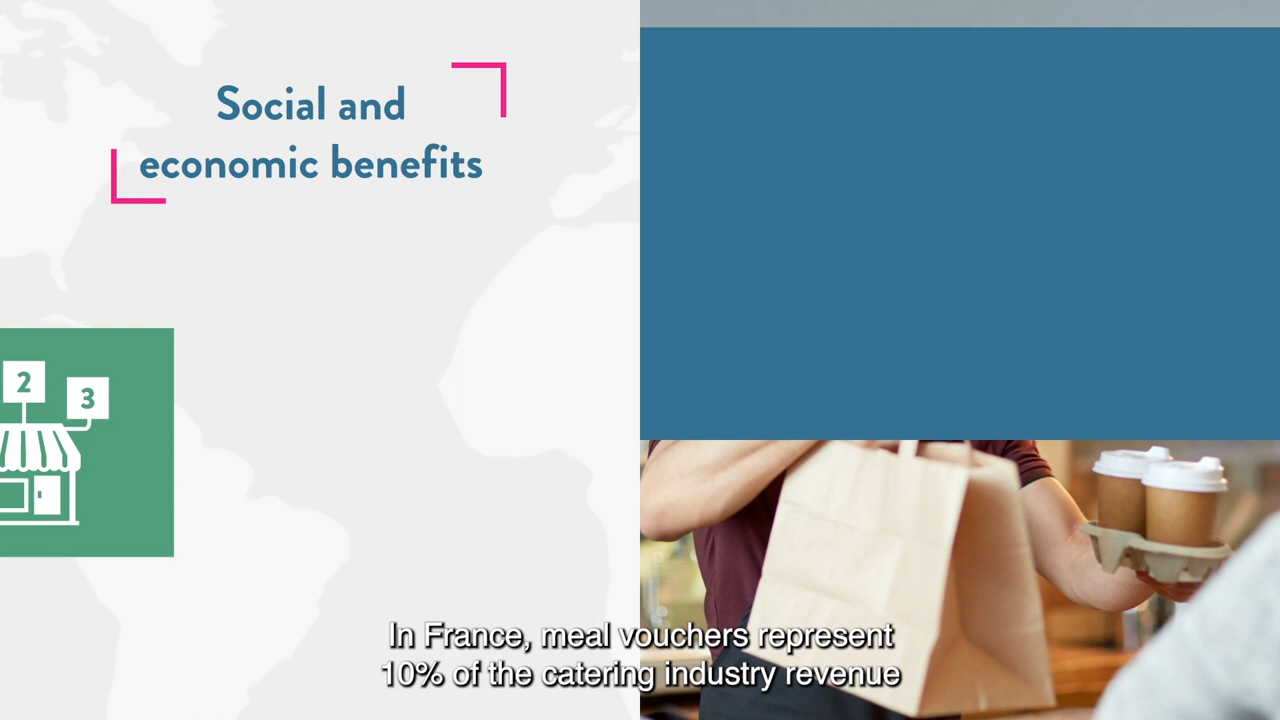 Social and
economic benefits
2
3
In France, meal vouchers represent
10% of the catering industry revenue